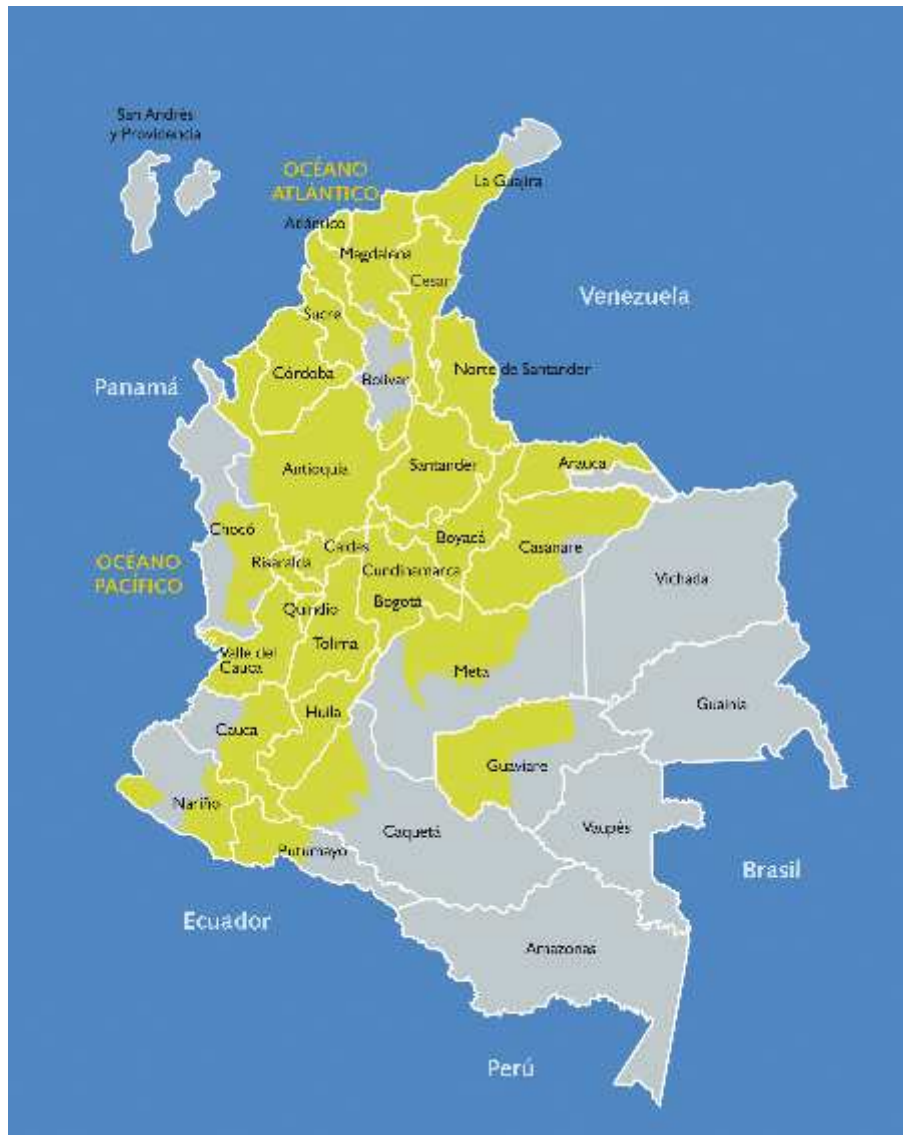 San Andrés
y Providencia
OCÉANO
ATLÁNTICO
La Guajira
Atlántico
Magdalena
Cesar
Venezuela
Sucre
Norte de Santander
Panamá
Córdoba
Bolívar
Antioquia
Santander
Arauca
Chocó
Boyacá
Casanare
Caldas
OCÉANO
PACÍFICO
Risaralda
Cundinamarca
Vichada
Quindio
Bogotá
Tolima
Valle del
Cauca
Meta
Guainía
Huila
Cauca
Guaviare
Nariño
Caquetá
Vaupés
Putumayo
Brasil
Ecuador
Amazonas
Perú